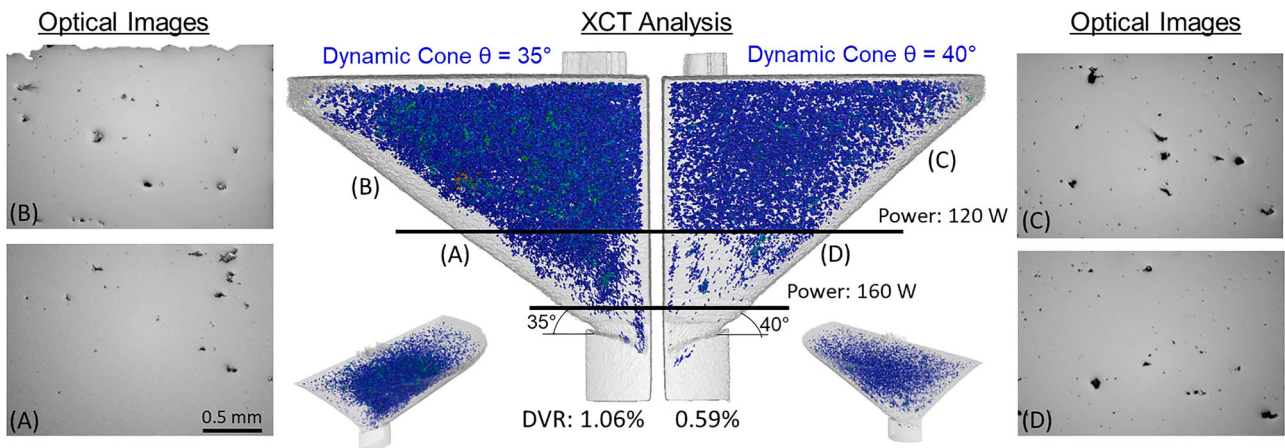 Optical Images
XCT Analysis
Optical Images
Dynamic Cone θ = 35°
Dynamic Cone θ = 40°
(B)
(B)
(C)
(C)
Power: 120 W
(A)
(D)
Power: 160 W
35°
40°
(A)
0.5 mm
DVR: 1.06%
0.59%
(D)